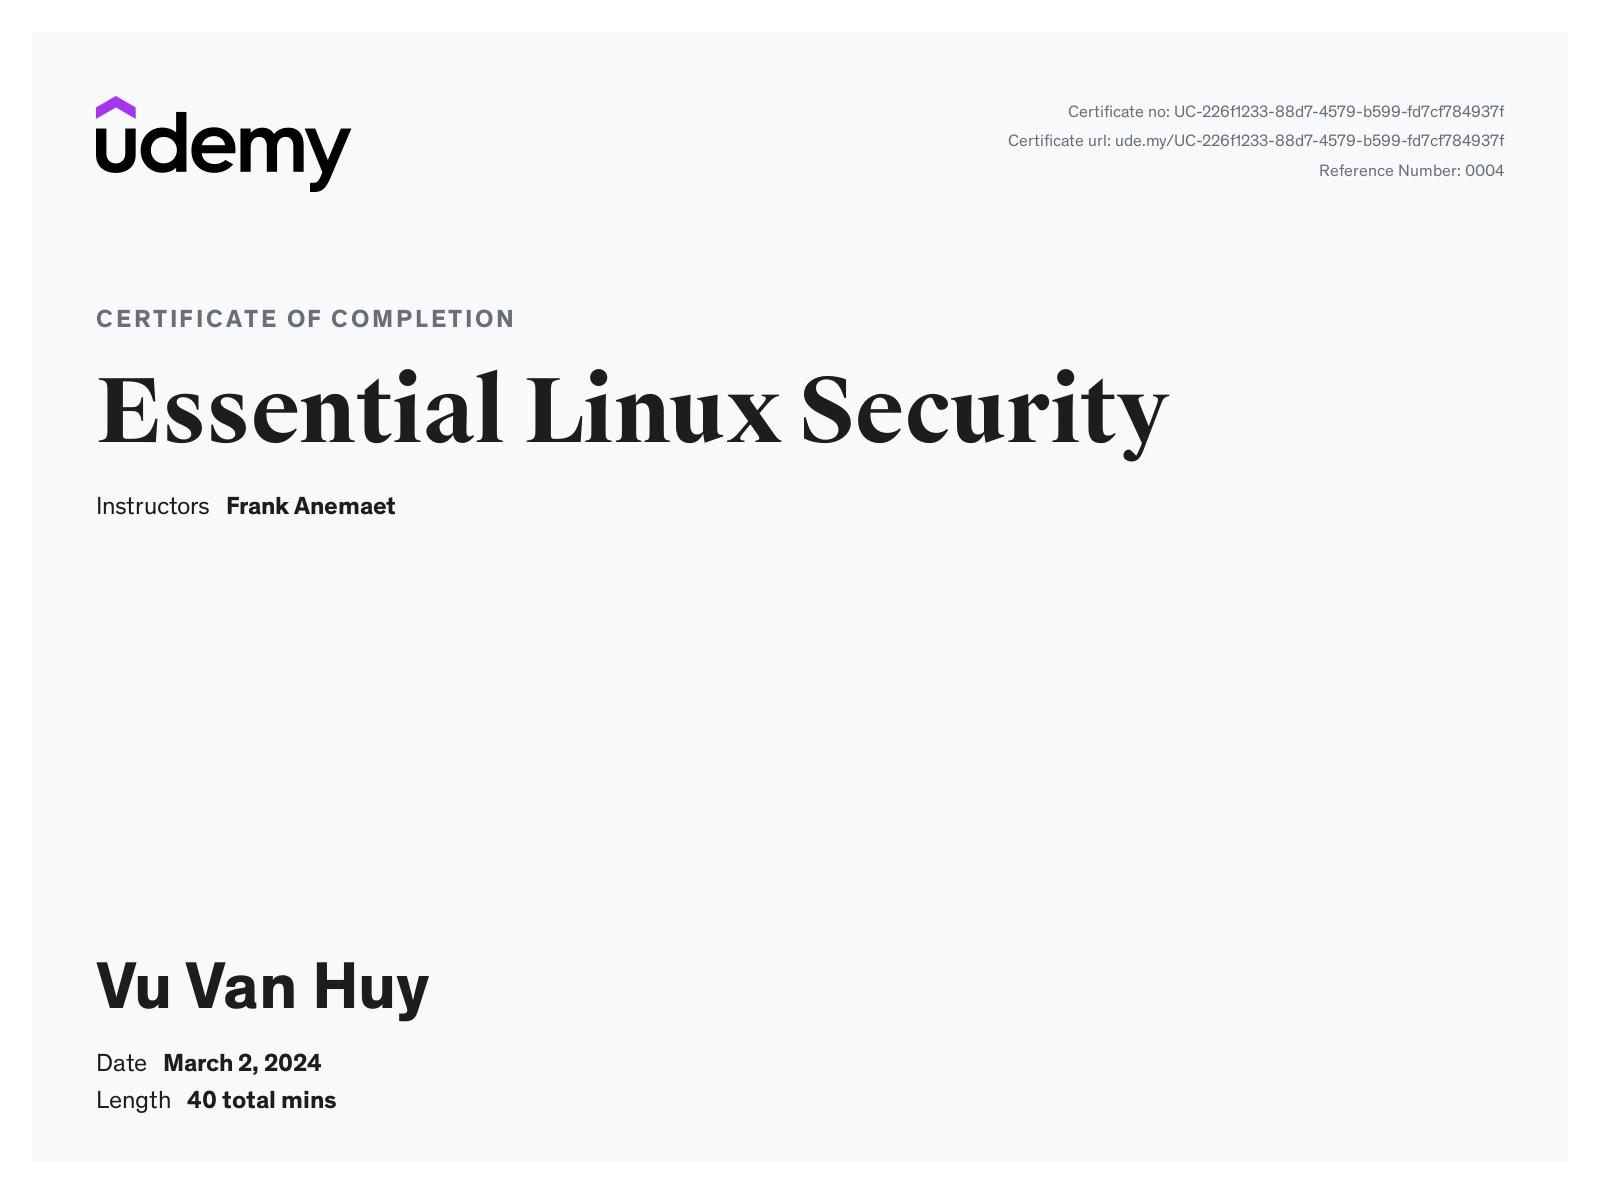 udemy
Certificate no: UC-226f1233-88d7-4579-b599-fd7cf784937f
Certificate url: ude.my/UC-226f1233-88d7-4579-b599-fd7cf784937f
Reference Number: 0004
CERTIFICATE OF COMPLETION
Essential Linux Security
Instructors Frank Anemaet
Vu Van Huy
Date March 2, 2024
Length 40 total mins